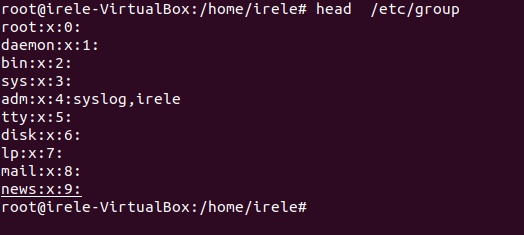 root@irele-VirtualBox:/home/irele# head  /etc/group
root:x:0:
daemon:x:1:
bin:x:2:
sys:x:3:
adm:x:4:syslog,irele
tty:x:5:
disk:x:6:
lp:x:7:
mail:x:8:
news:x:9:
root@irele-VirtualBox:/home/irele#